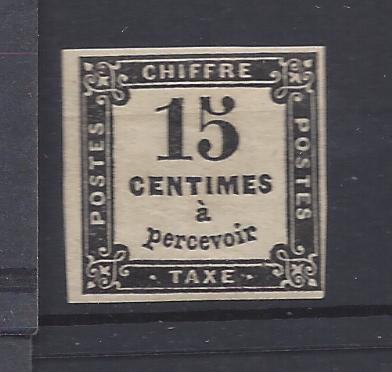 CHIFFRE
POSTES
15
CENTIMES
à
percevoir
POSTES
· TAXE ·